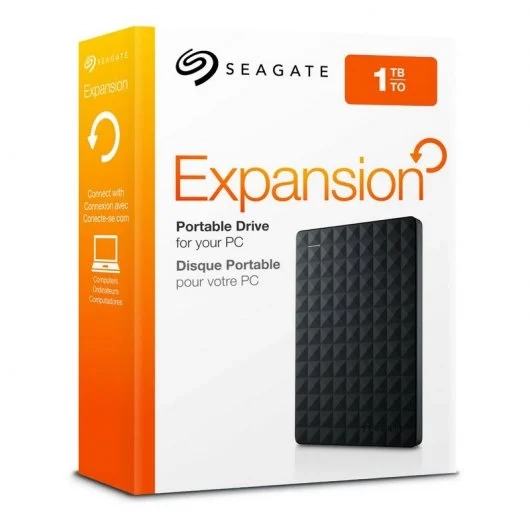 Expansion
Connect with
Connexion avec
Conecte-se com
Computers
Ordinateurs
Computadores
SEAGATE
1 TB
TO
Expansion
Portable Drive
for your PC
Disque Portable
pour votre PC